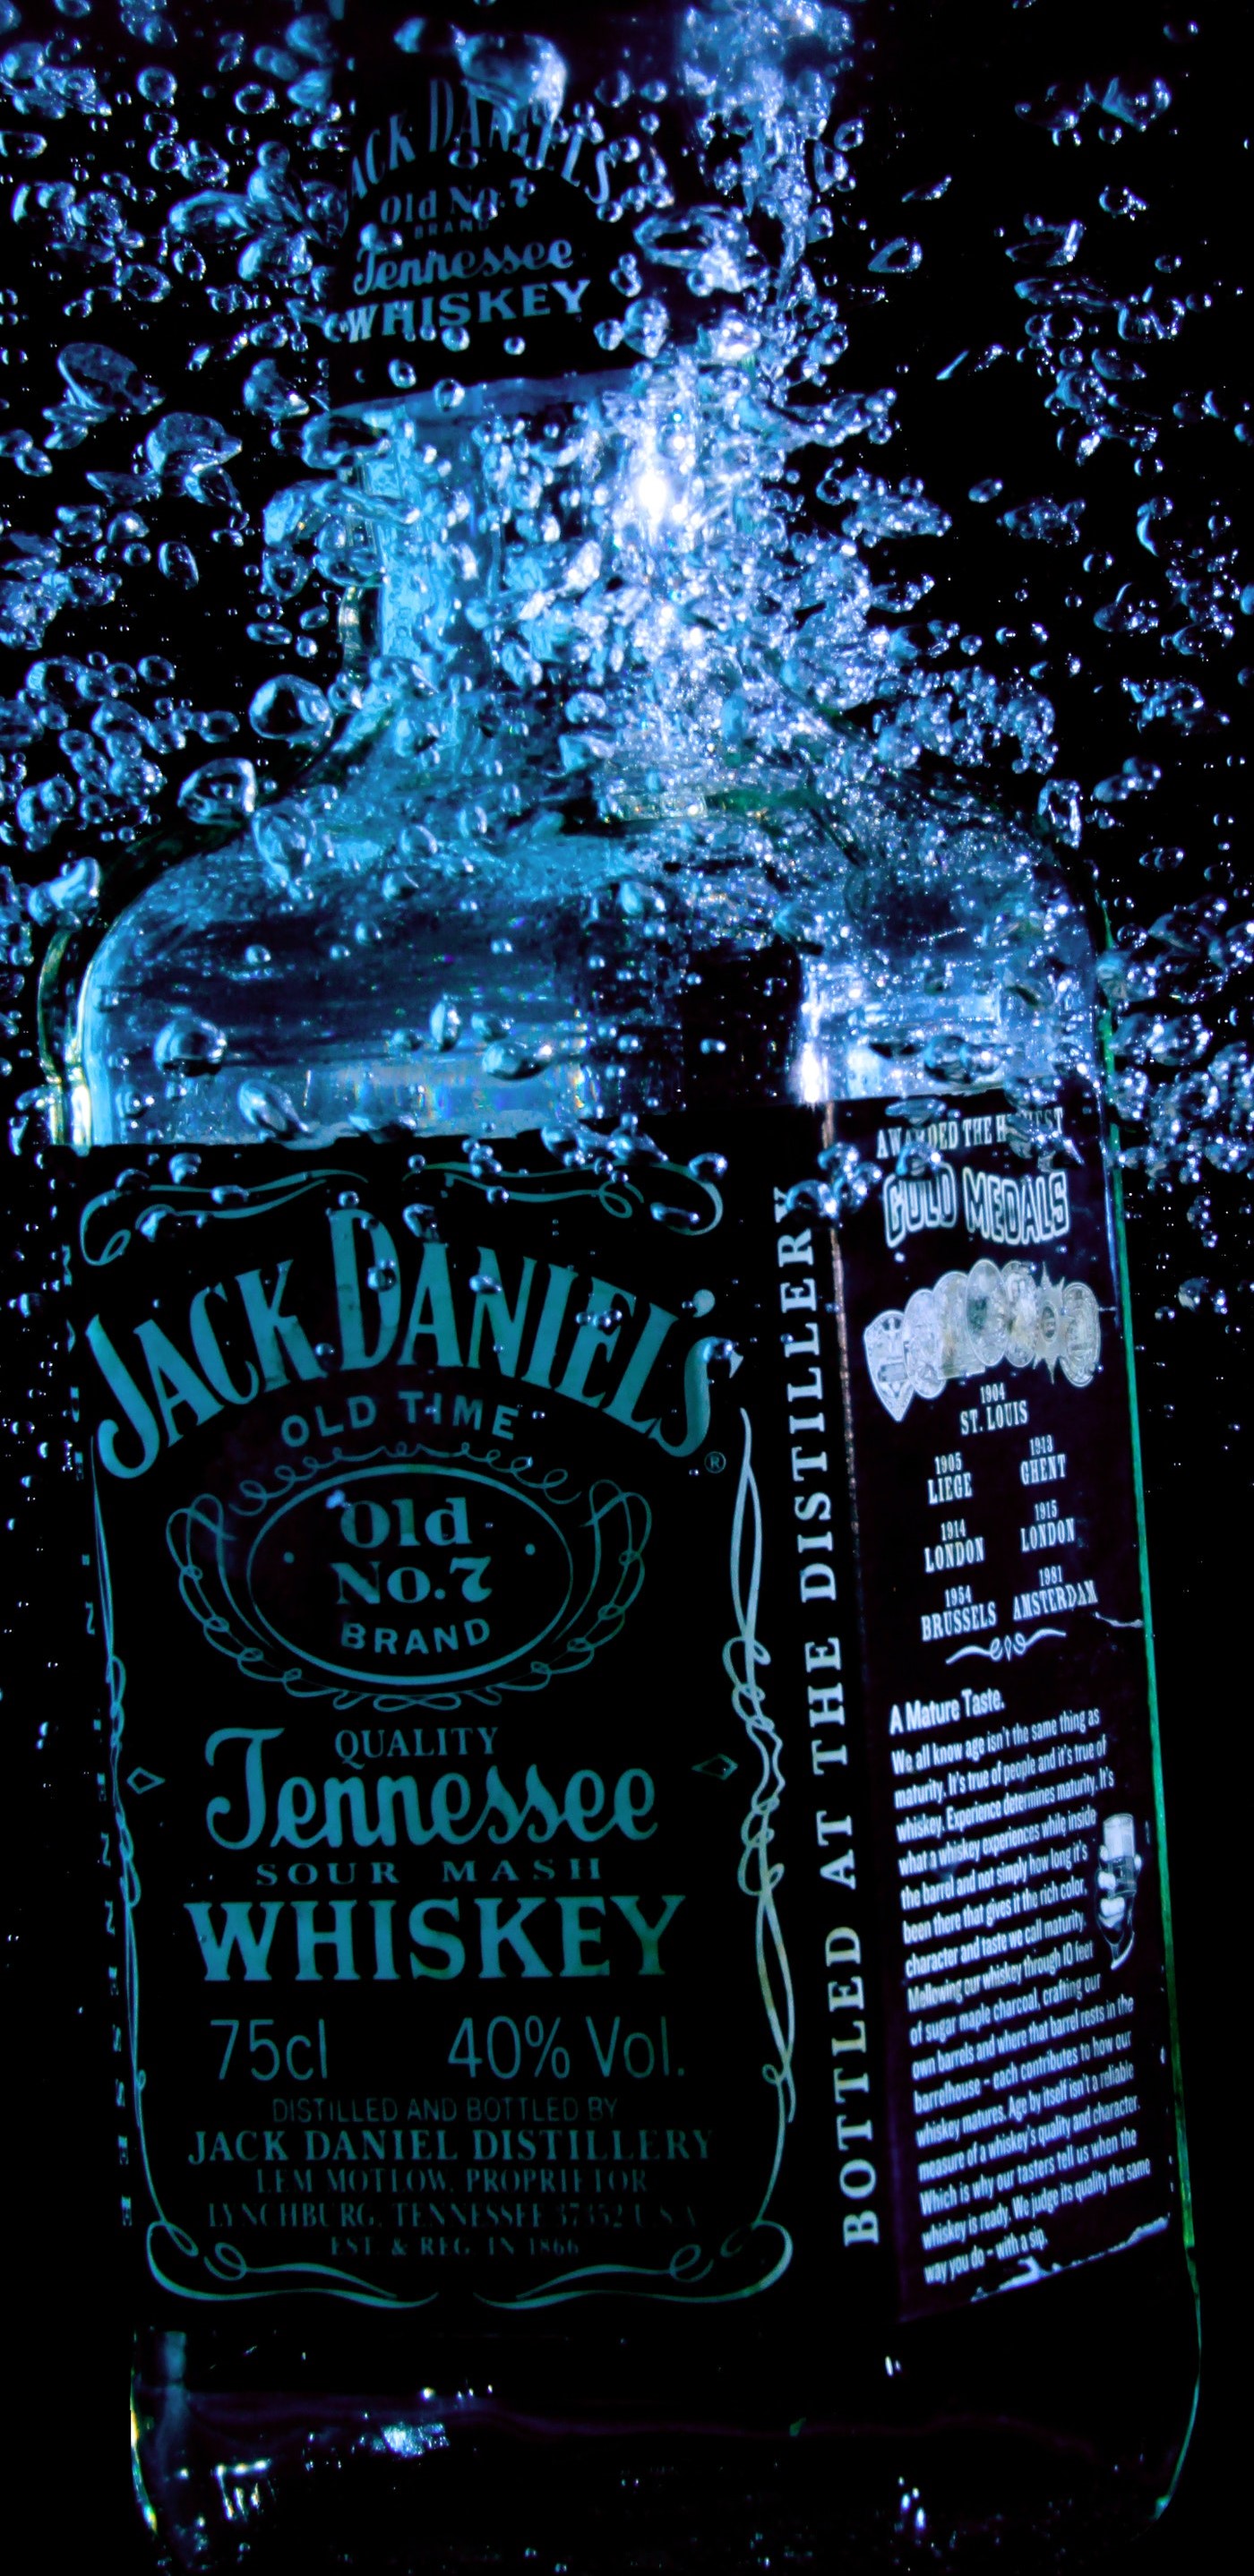 JACK DANIEL'S
Old No.7
BRAND
Tennessee
WHISKEY
JACK DANIEL'S
®
OLD TIME
Old
No.7
BRAND
QUALITY
Tennessee
SOUR MASH
WHISKEY
75cl 40% Vol.
DISTILLED AND BOTTLED BY
JACK DANIEL DISTILLERY
LEM MOTLOW, PROPRIETOR
LYNCHBURG, TENNESSEE 37352 U.S.A.
EST. & REG. IN 1866
BOTTLED AT THE DISTILLERY
AWARDED THE HIGHEST
GOLD MEDALS
1904
ST. LOUIS
1905 1913
LIEGE GHENT
1914 1915
LONDON LONDON
1954 1981
BRUSSELS AMSTERDAM
A Mature Taste.
We all know age isn't the same thing as
maturity. It's true of people and it's true of
whiskey. Experience determines maturity. It's
what a whiskey experiences while inside
the barrel and not simply how long it's
been there that gives it the rich color,
character and taste we call maturity.
Mellowing our whiskey through 10 feet
of sugar maple charcoal, crafting our
own barrels and where that barrel rests in the
barrelhouse – each contributes to how our
whiskey matures. Age by itself isn't a reliable
measure of a whiskey's quality and character.
Which is why our tasters tell us when the
whiskey is ready. We judge its quality the same
way you do – with a sip.